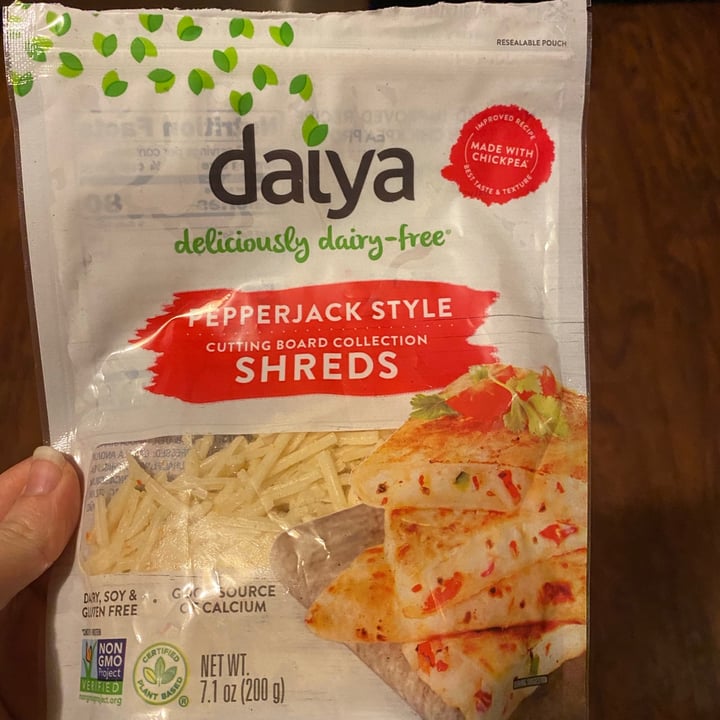 RESEALABLE POUCH
daiya
deliciously dairy-free
IMPROVED RECIPE
MADE WITH
CHICKPEA
BEST TASTE & TEXTURE
PEPPERJACK STYLE
CUTTING BOARD COLLECTION
SHREDS
DAIRY, SOY &
GLUTEN FREE
GOOD SOURCE
OF CALCIUM
NON
GMO
Project
VERIFIED
nongmoproject.org
CERTIFIED
PLANT BASED
NET WT.
7.1 oz (200 g)